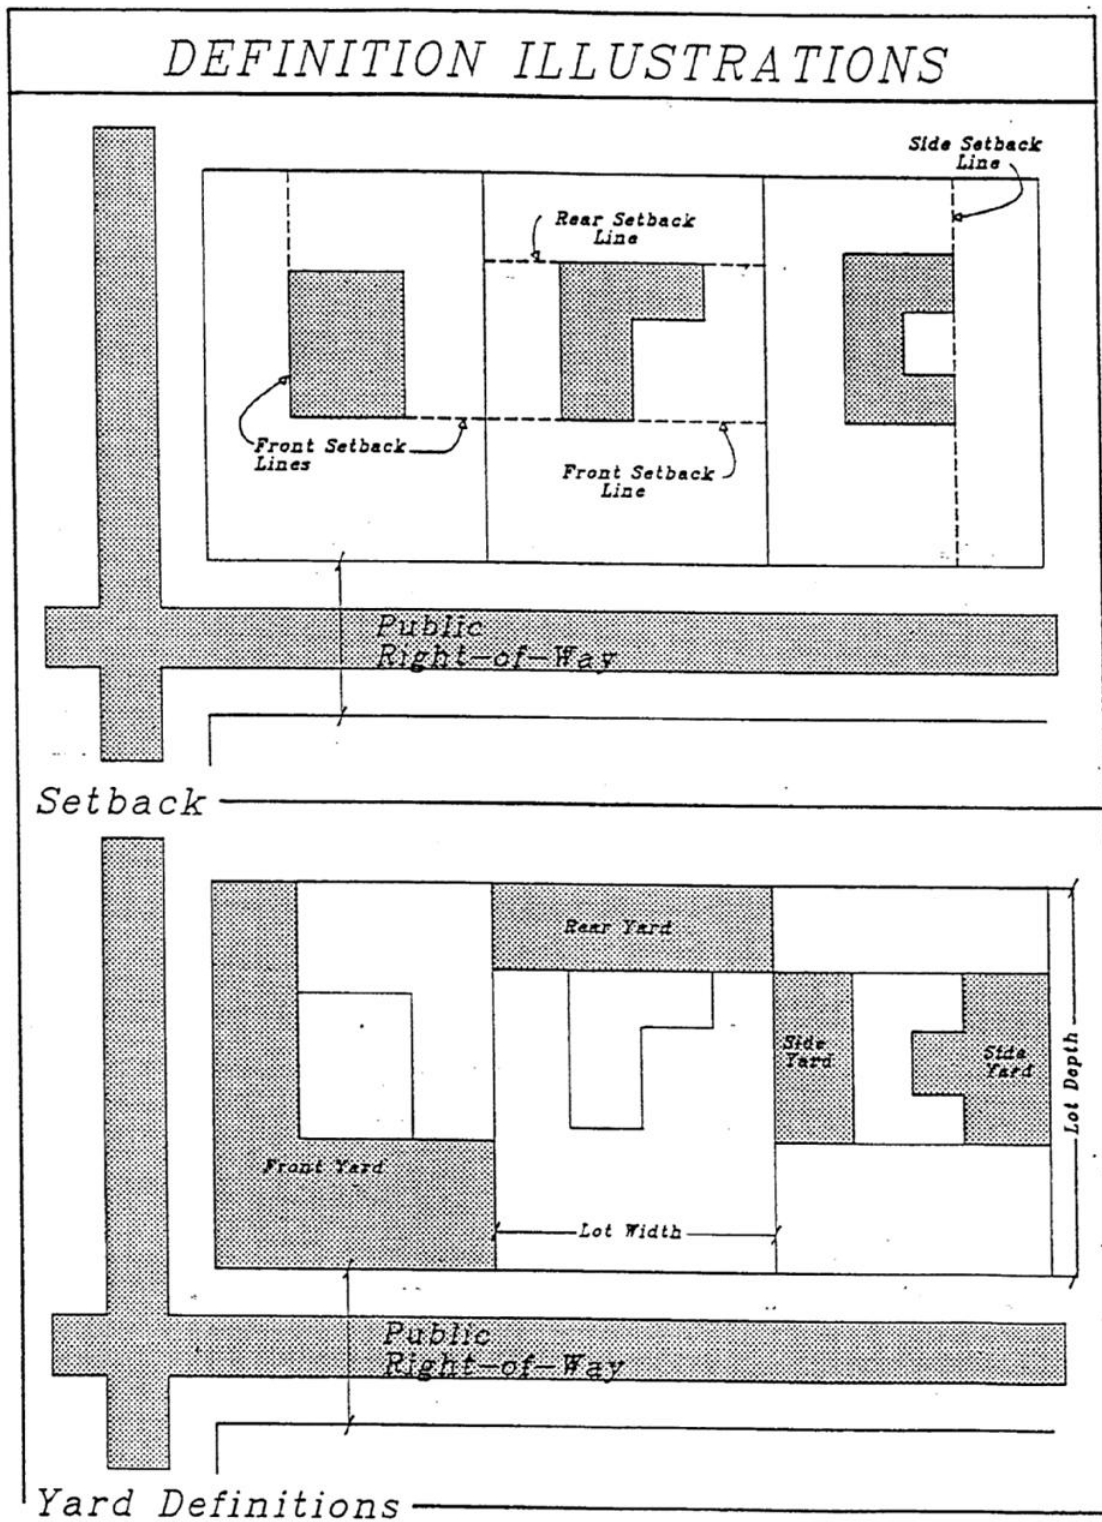 DEFINITION ILLUSTRATIONS
Side Setback
Line
Rear Setback
Line
Front Setback
Lines
Front Setback
Line
Public
Right-of-Way
Setback
Rear Yard
Side
Yard
Side
Yard
Lot Depth
Front Yard
Lot Width
Public
Right-of-Way
Yard Definitions